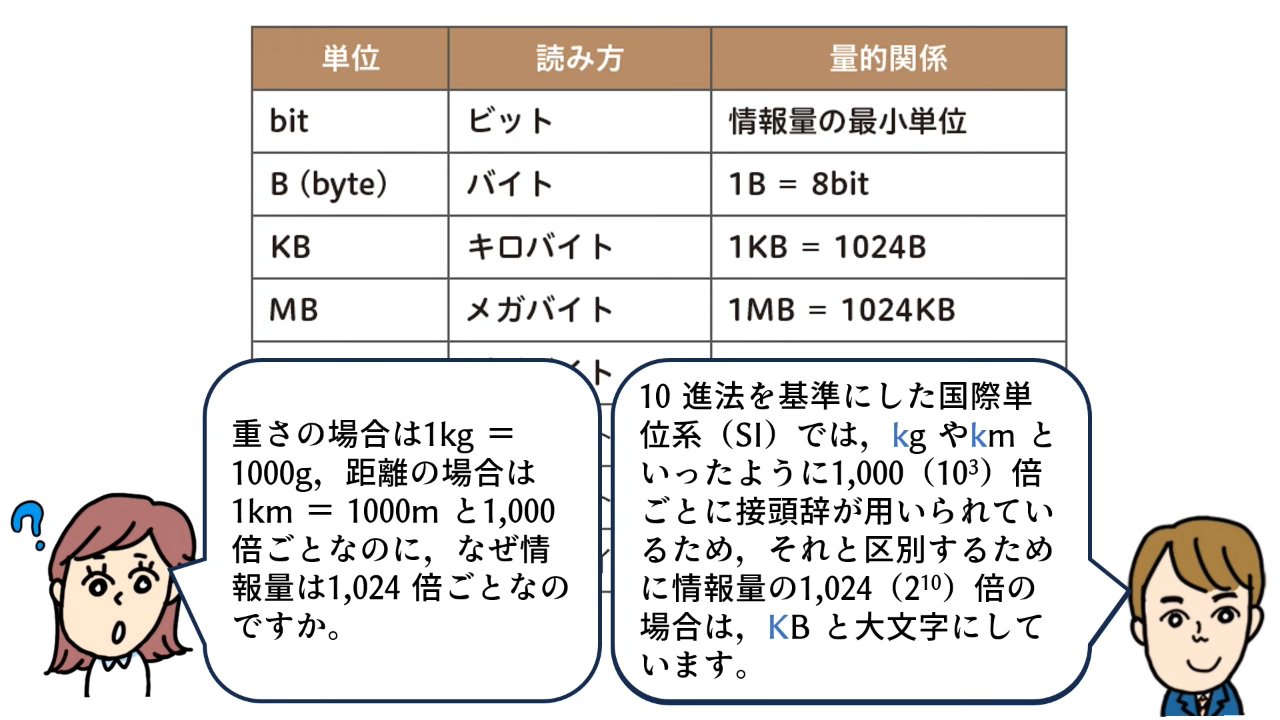 単位 読み方 量的関係
bit ビット 情報量の最小単位
B（byte） バイト 1B ＝ 8bit
KB キロバイト 1KB ＝ 1024B
MB メガバイト 1MB ＝ 1024KB
重さの場合は1kg ＝
1000g，距離の場合は
1km ＝ 1000m と1,000
倍ごとなのに，なぜ情
報量は1,024 倍ごとなの
ですか。
10 進法を基準にした国際単
位系（SI）では，kg やkm と
いったように1,000（10³）倍
ごとに接頭辞が用いられてい
るため，それと区別するため
に情報量の1,024（2¹⁰）倍の
場合は，KB と大文字にして
います。